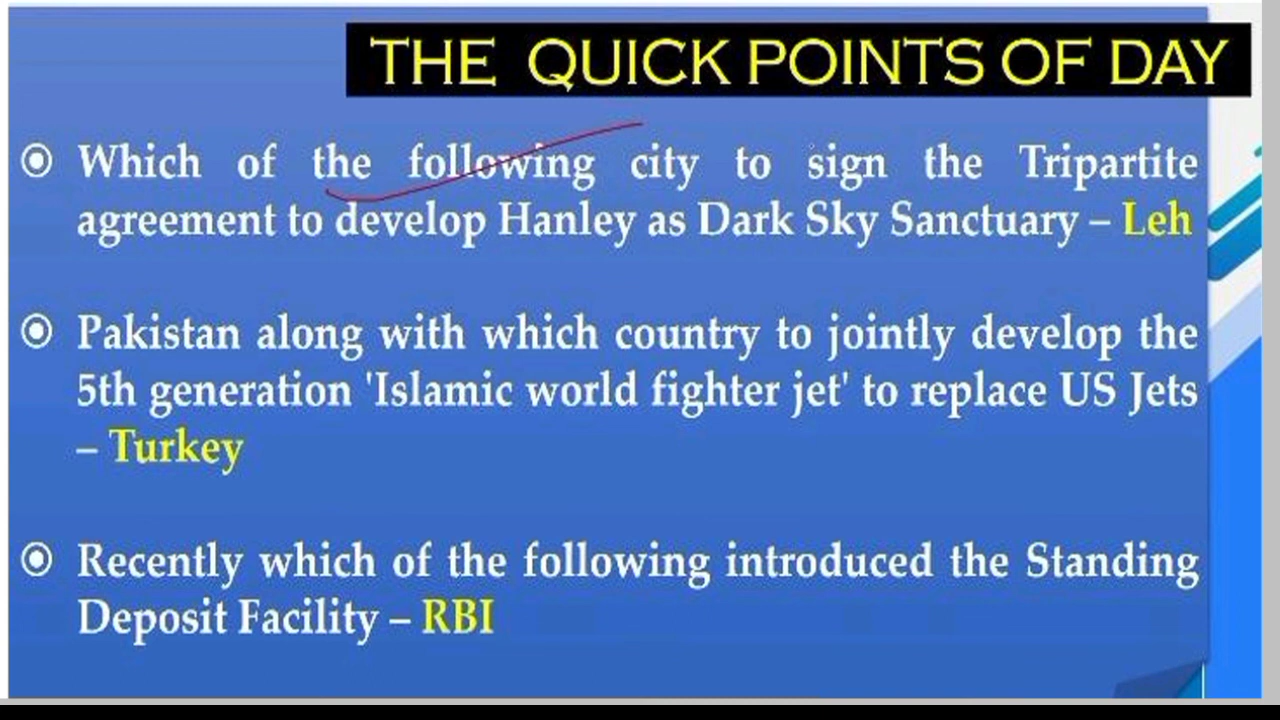 THE QUICK POINTS OF DAY
Which of the following city to sign the Tripartite
agreement to develop Hanley as Dark Sky Sanctuary – Leh
Pakistan along with which country to jointly develop the
5th generation 'Islamic world fighter jet' to replace US Jets
– Turkey
Recently which of the following introduced the Standing
Deposit Facility – RBI